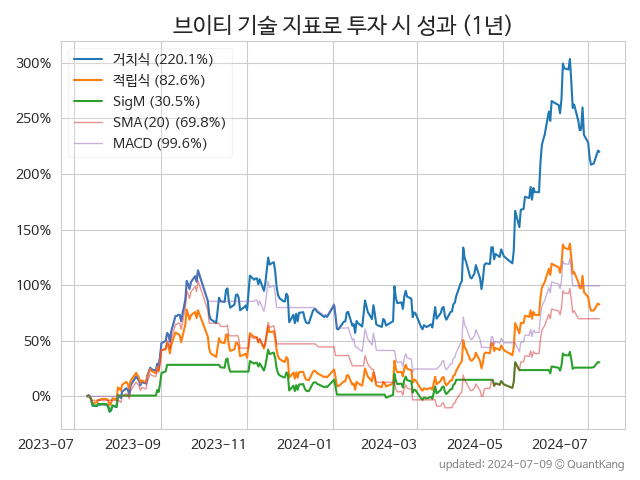 브이티 기술 지표로 투자 시 성과 (1년)
거치식 (220.1%)
적립식 (82.6%)
SigM (30.5%)
SMA(20) (69.8%)
MACD (99.6%)
300%
250%
200%
150%
100%
50%
0%
2023-07 2023-09 2023-11 2024-01 2024-03 2024-05 2024-07
updated: 2024-07-09 © QuantKang